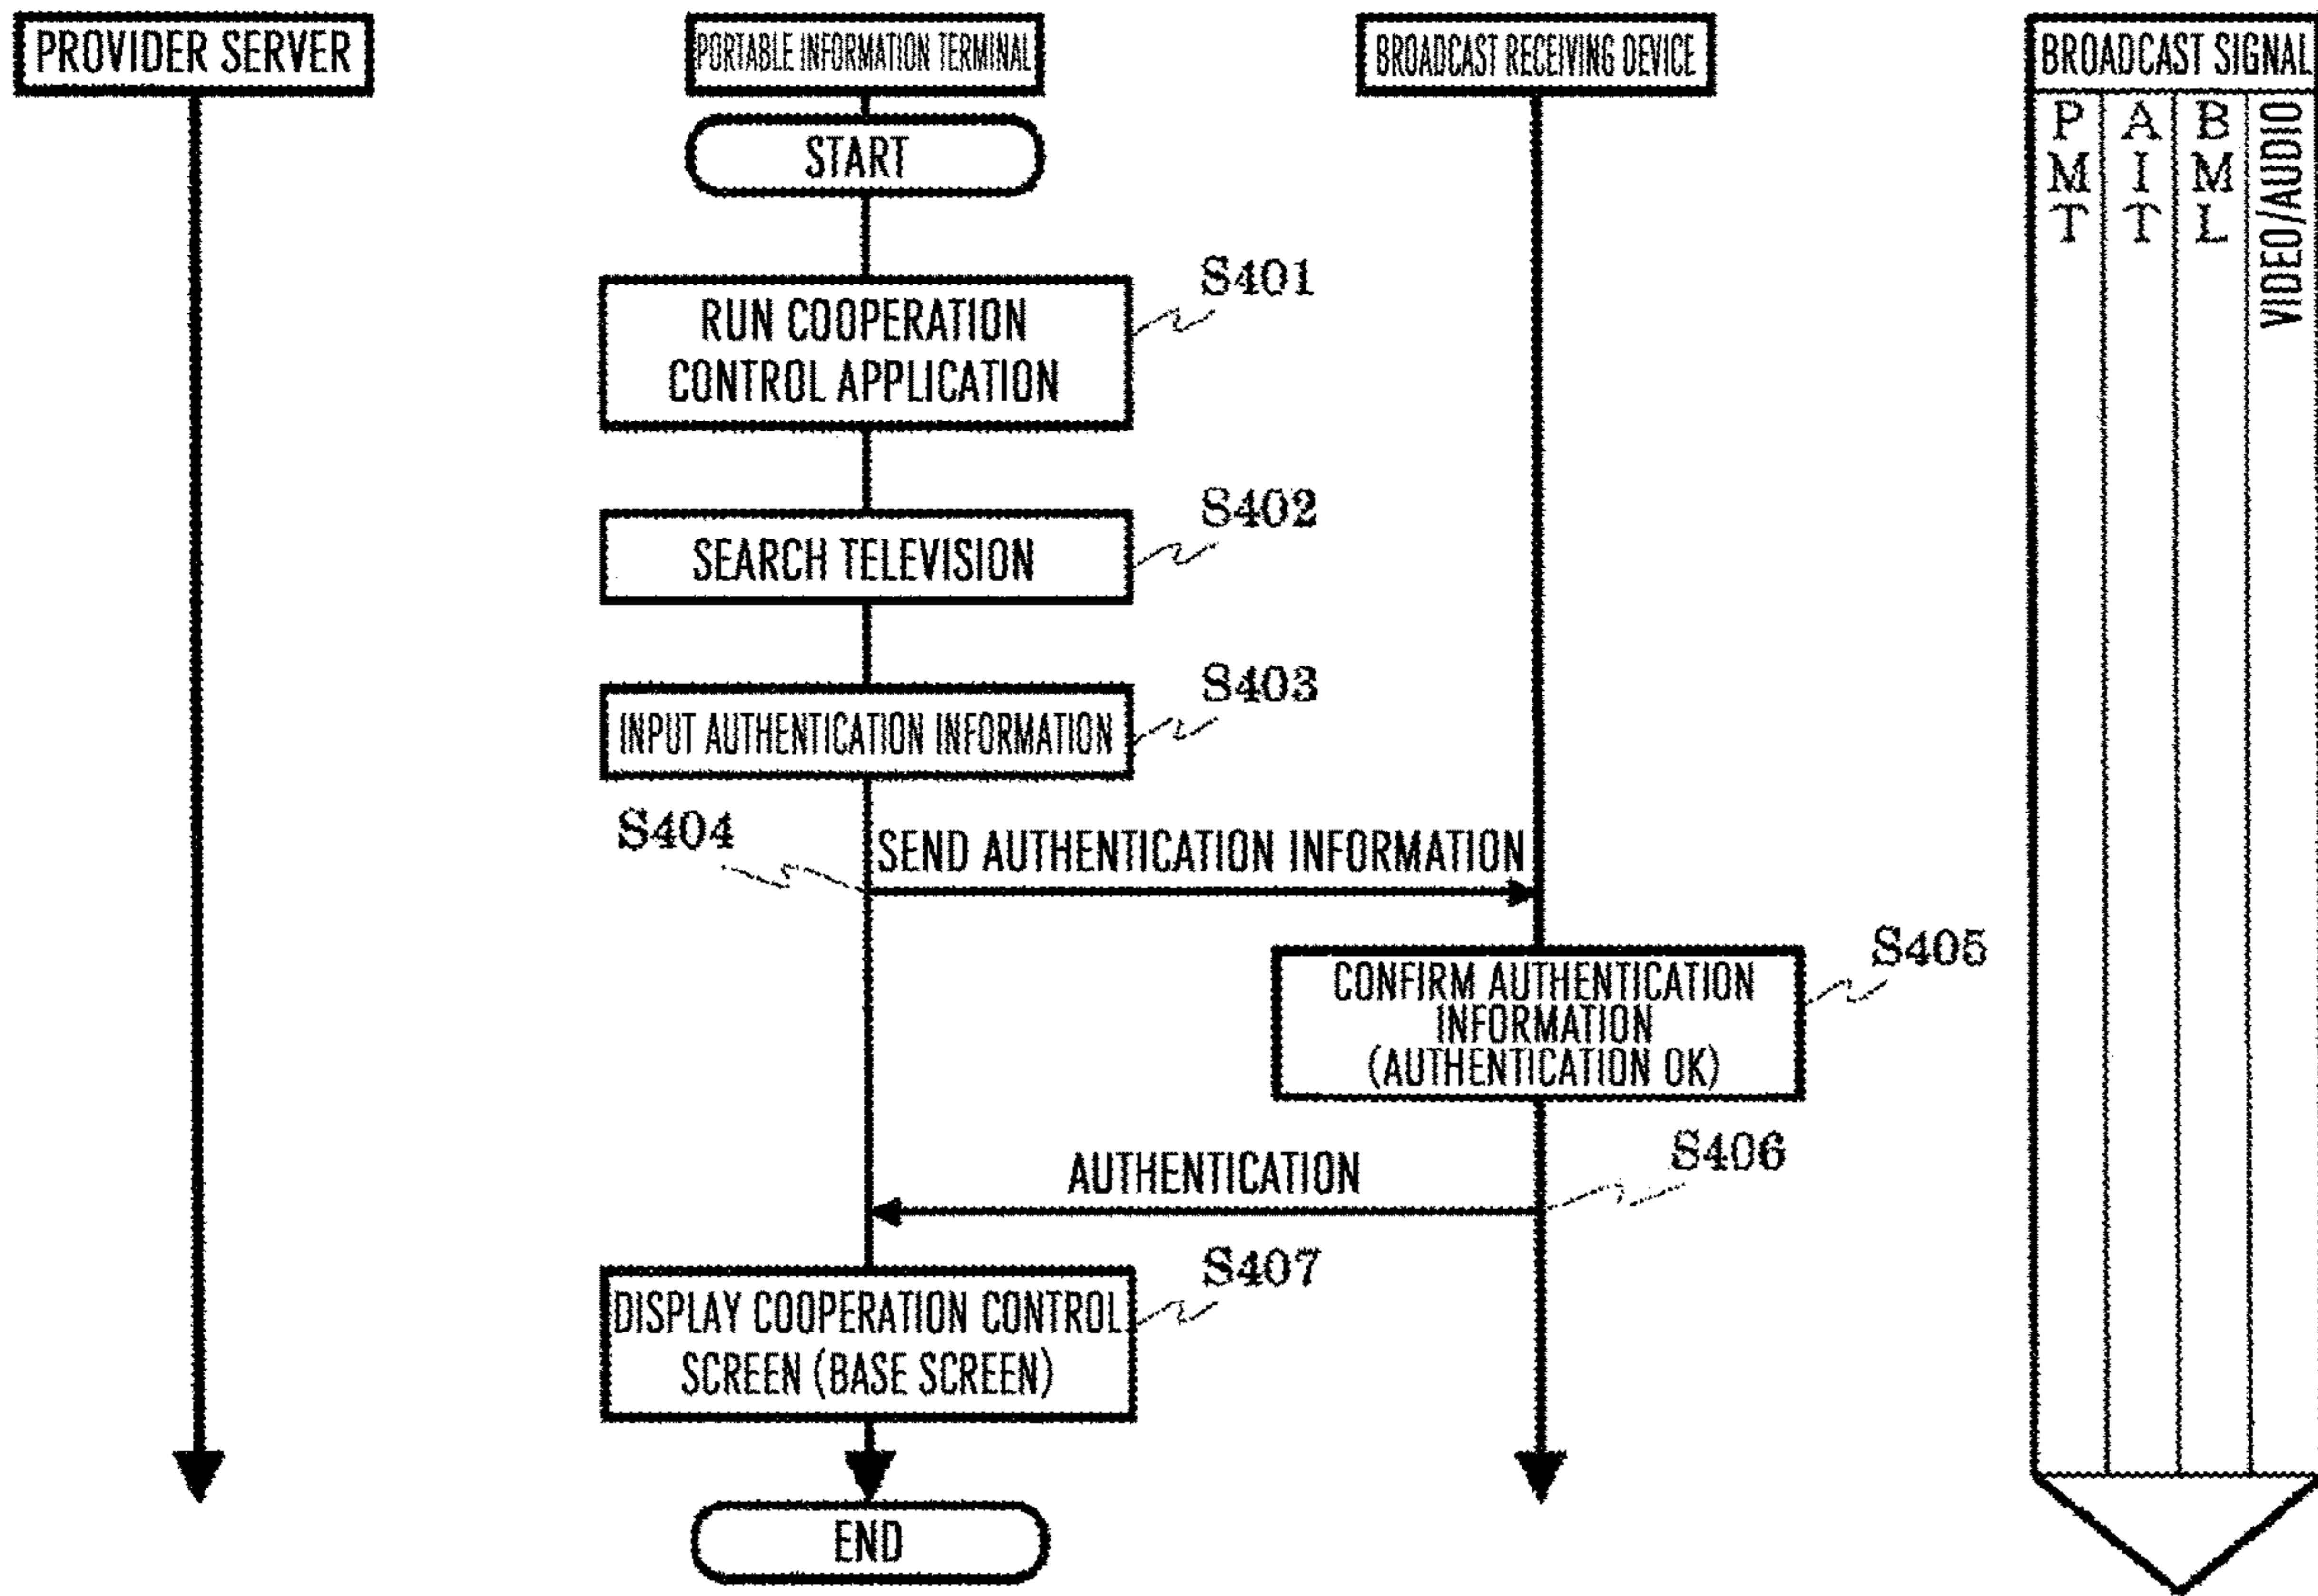 PROVIDER SERVER
PORTABLE INFORMATION TERMINAL
BROADCAST RECEIVING DEVICE
BROADCAST SIGNAL
PMT
AIT
BML
VIDEO/AUDIO
START
S401
RUN COOPERATION
CONTROL APPLICATION
S402
SEARCH TELEVISION
S403
INPUT AUTHENTICATION INFORMATION
S404
SEND AUTHENTICATION INFORMATION
S405
CONFIRM AUTHENTICATION
INFORMATION
(AUTHENTICATION OK)
S406
AUTHENTICATION
S407
DISPLAY COOPERATION CONTROL
SCREEN (BASE SCREEN)
END